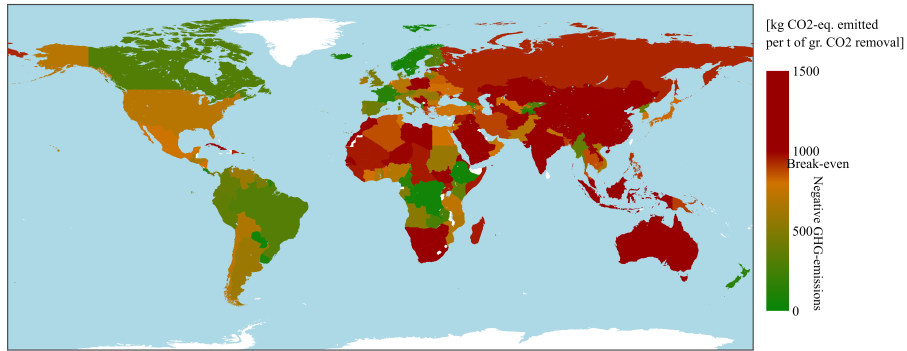 [kg CO2-eq. emitted
per t of gr. CO2 removal]
1500
1000
Break-even
500
Negative GHG-emissions
0